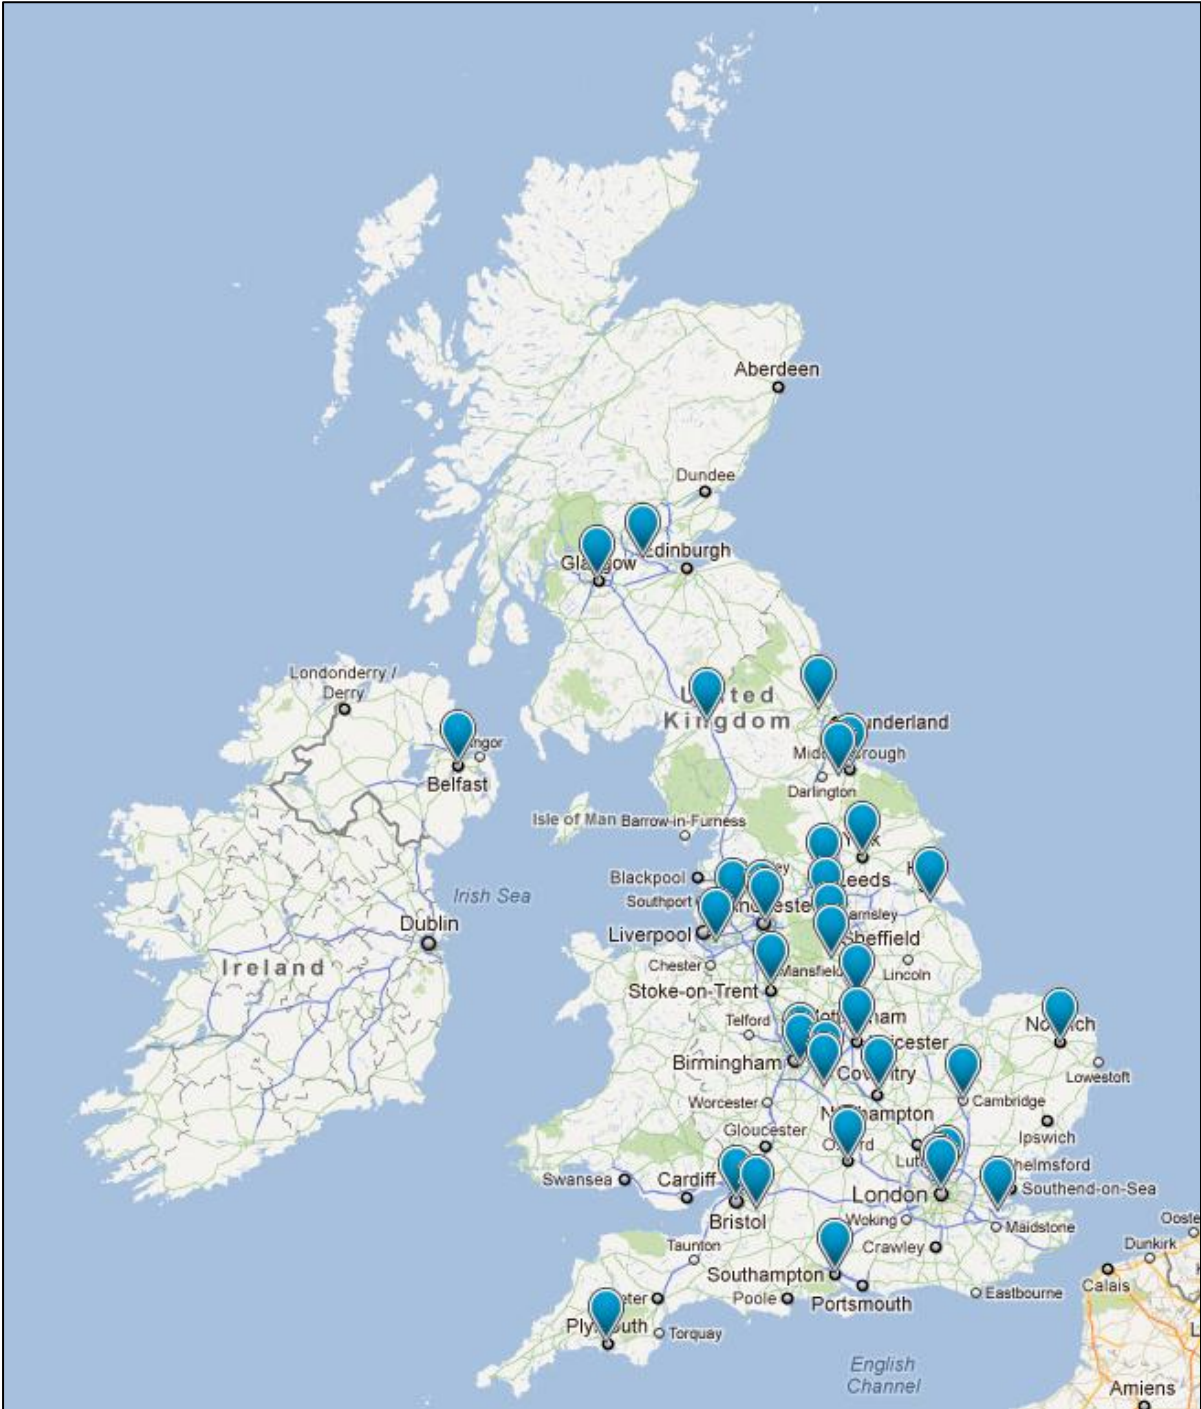 Aberdeen
Dundee
Edinburgh
Glasgow
Londonderry /
Derry
United
Kingdom
Sunderland
Belfast
Middlesbrough
Darlington
Isle of Man
Barrow-in-Furness
York
Blackpool
Leeds
Irish Sea
Southport
Manchester
Barnsley
Dublin
Liverpool
Sheffield
Ireland
Chester
Mansfield
Lincoln
Stoke-on-Trent
Telford
Nottingham
Norwich
Leicester
Birmingham
Coventry
Lowestoft
Worcester
Cambridge
Northampton
Gloucester
Oxford
Ipswich
Swansea
Cardiff
Chelmsford
London
Southend-on-Sea
Bristol
Woking
Maidstone
Taunton
Crawley
Dunkirk
Southampton
Calais
Poole
Portsmouth
Eastbourne
Plymouth
Torquay
English
Channel
Amiens